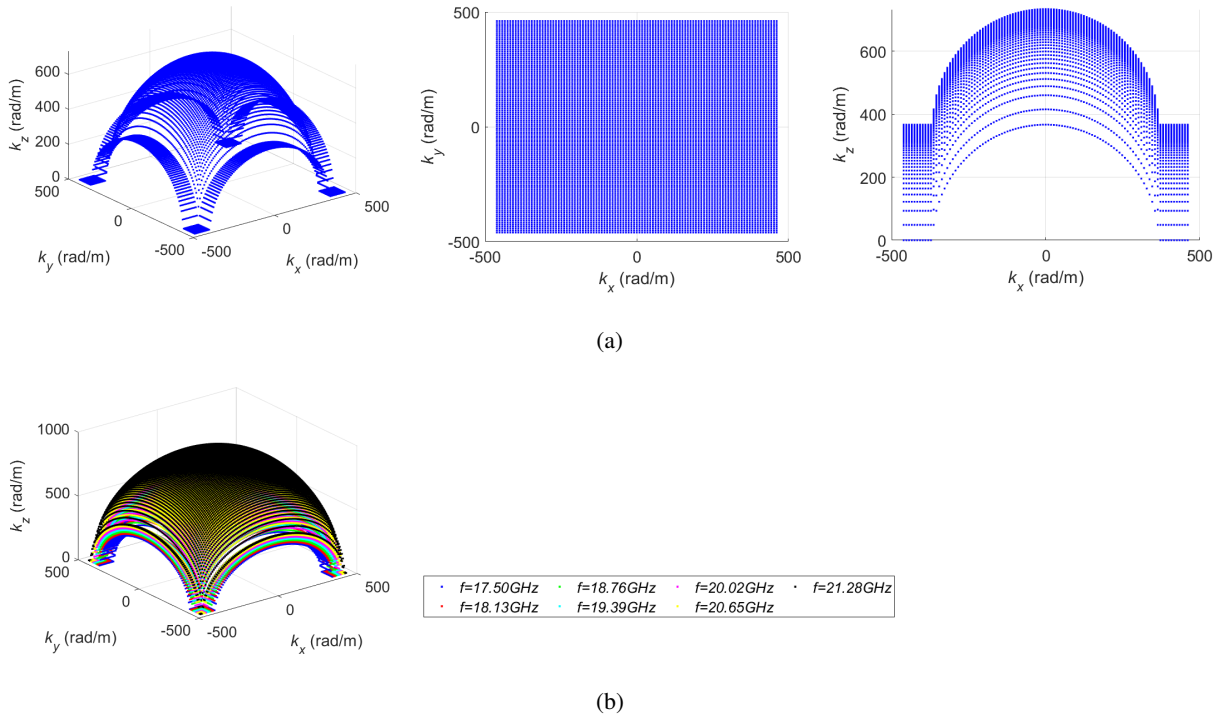 600
400
200
0
500
0
-500
-500
0
500
k_z (rad/m)
k_y (rad/m)
k_x (rad/m)
500
0
-500
-500
0
500
k_y (rad/m)
k_x (rad/m)
600
400
200
0
-500
0
500
k_z (rad/m)
k_x (rad/m)
(a)
1000
500
0
500
0
-500
-500
0
500
k_z (rad/m)
k_y (rad/m)
k_x (rad/m)
f=17.50GHz f=18.76GHz f=20.02GHz f=21.28GHz
f=18.13GHz f=19.39GHz f=20.65GHz
(b)